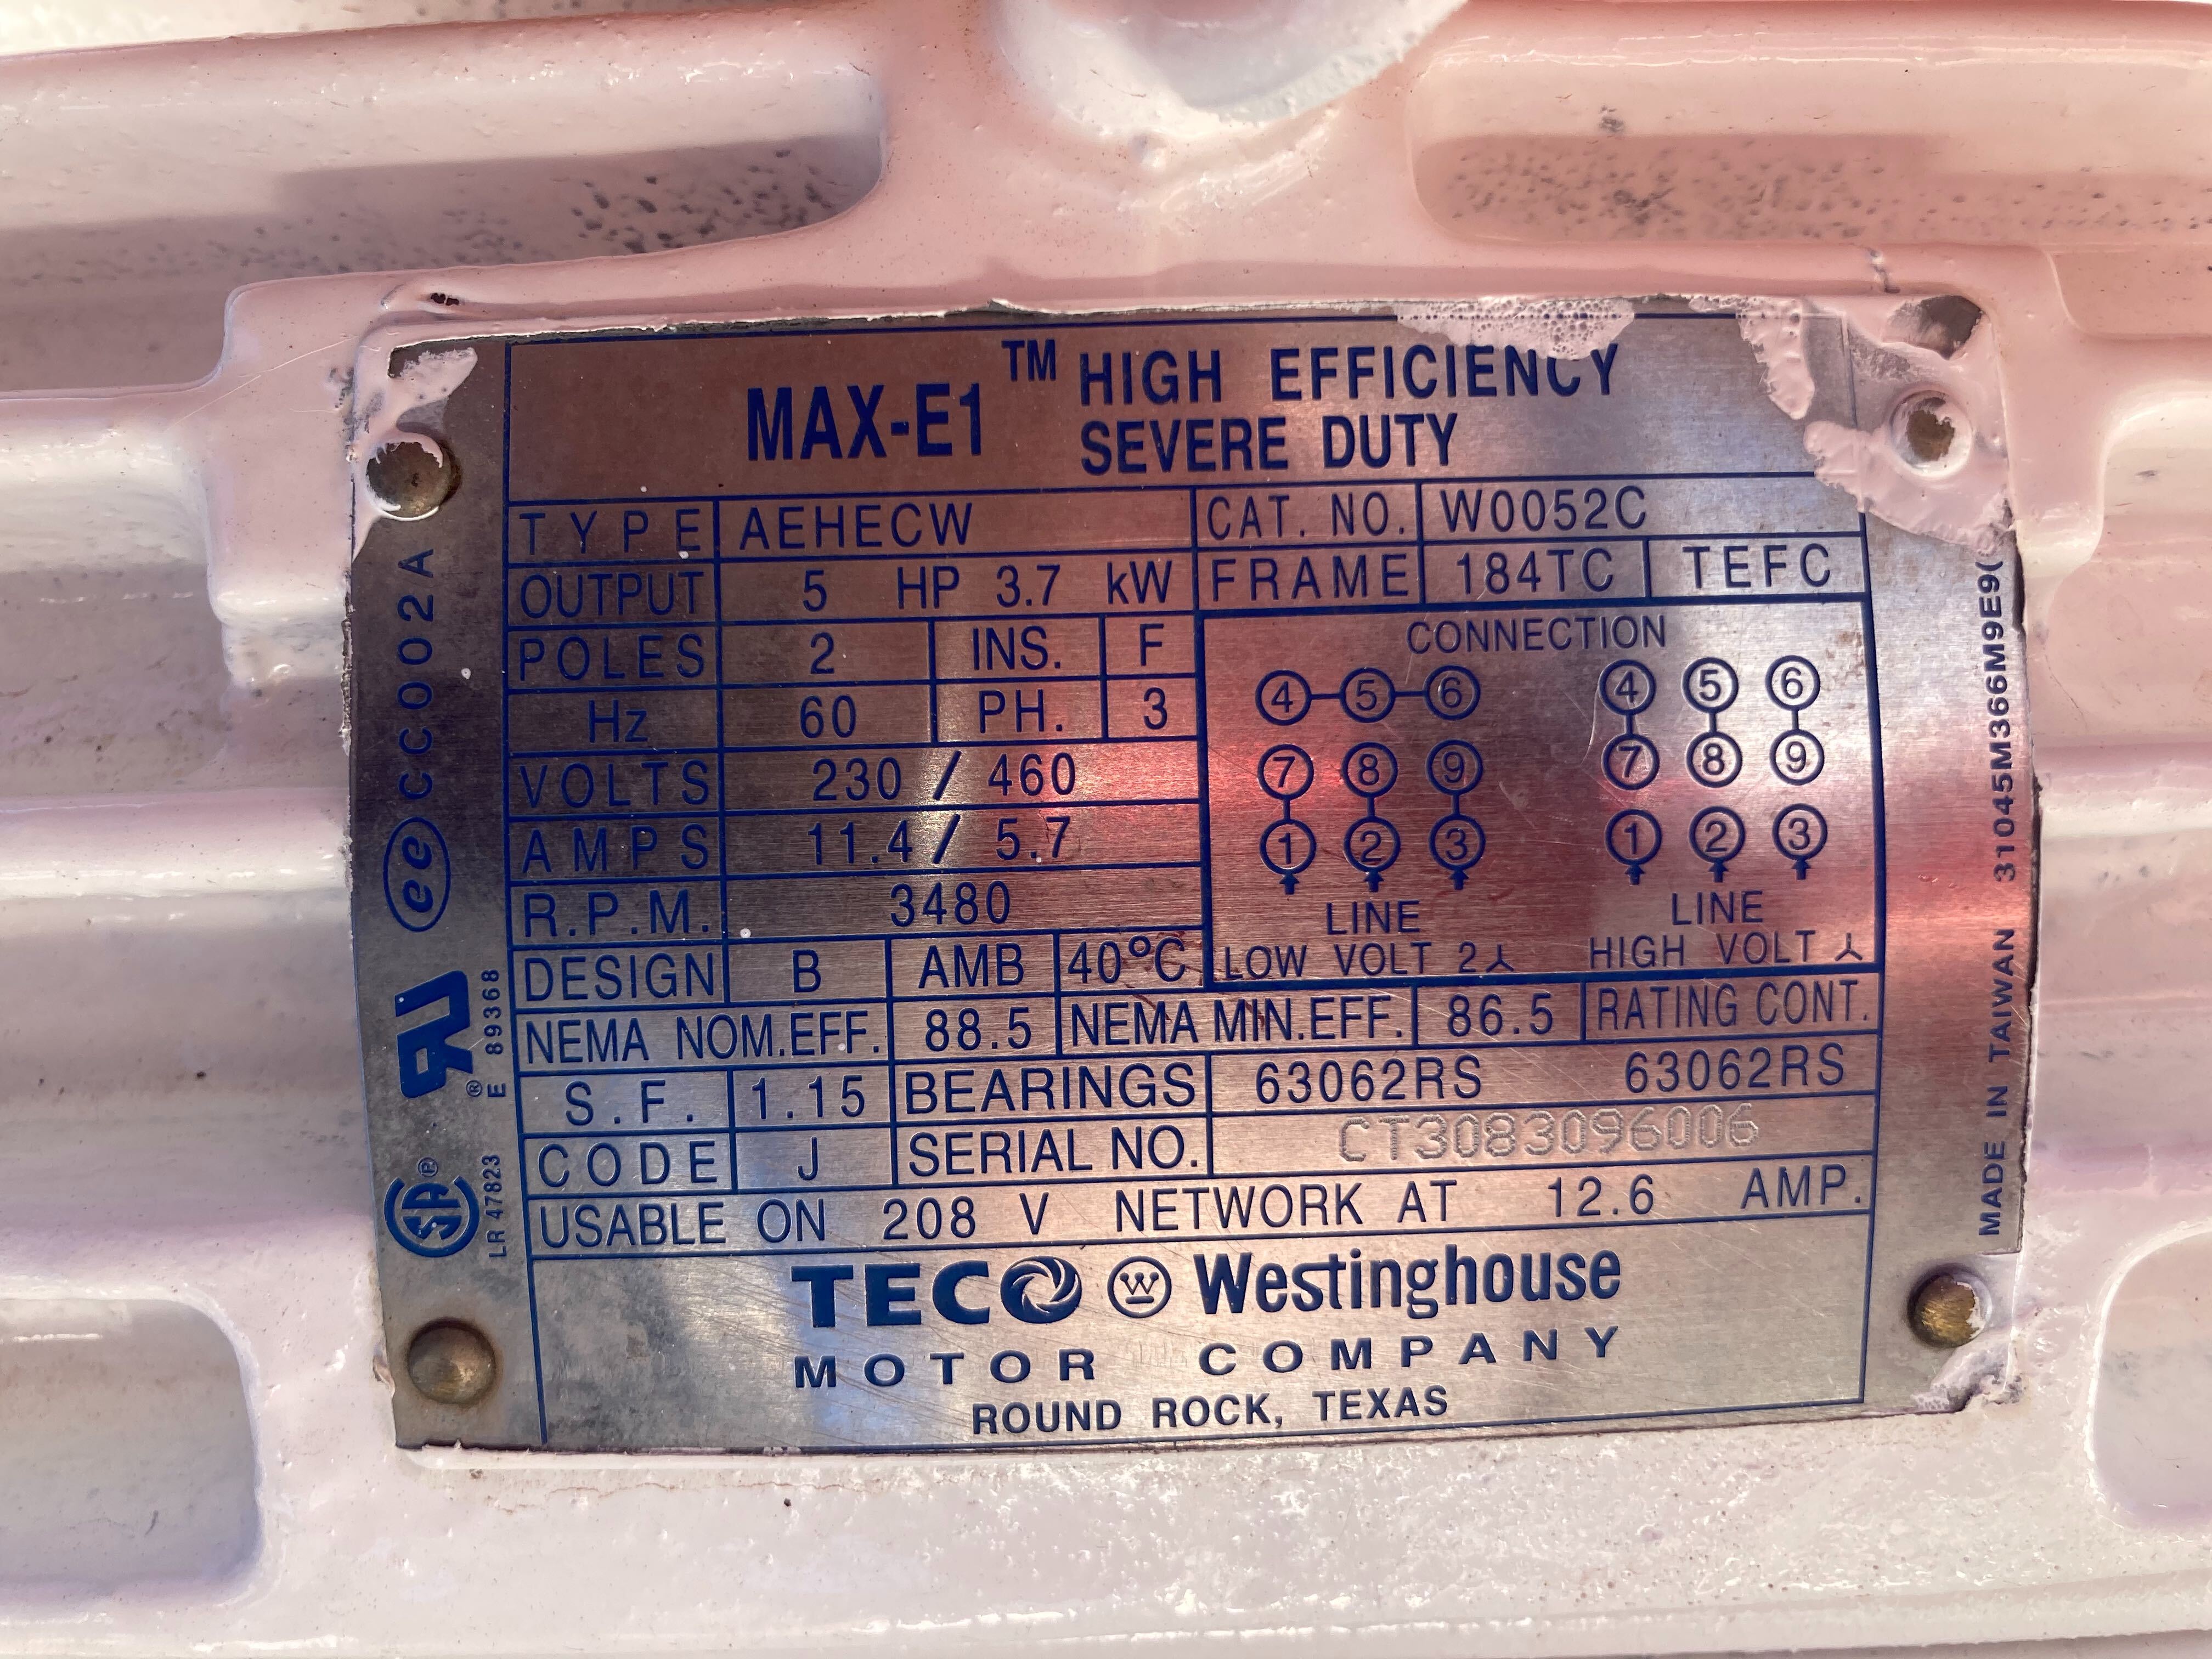 MAX-E1 ™ HIGH EFFICIENCY
SEVERE DUTY
TYPE AEHECW CAT. NO. W0052C
OUTPUT 5 HP 3.7 kW FRAME 184TC TEFC
POLES 2 INS. F
Hz 60 PH. 3
VOLTS 230 / 460
AMPS 11.4 / 5.7
R.P.M. 3480
DESIGN B AMB 40°C
CONNECTION
4 5 6 4 5 6
7 8 9 7 8 9
1 2 3 1 2 3
LINE LINE
LOW VOLT 2⅄ HIGH VOLT ⅄
NEMA NOM.EFF. 88.5 NEMA MIN.EFF. 86.5 RATING CONT.
S.F. 1.15 BEARINGS 63062RS 63062RS
CODE J SERIAL NO. CT3083096006
USABLE ON 208 V NETWORK AT 12.6 AMP.
TECO W Westinghouse
MOTOR COMPANY
ROUND ROCK, TEXAS
ee CC002A
RU ® E 89368
SA ® LR 47823
MADE IN TAIWAN 31045M366M9E9(